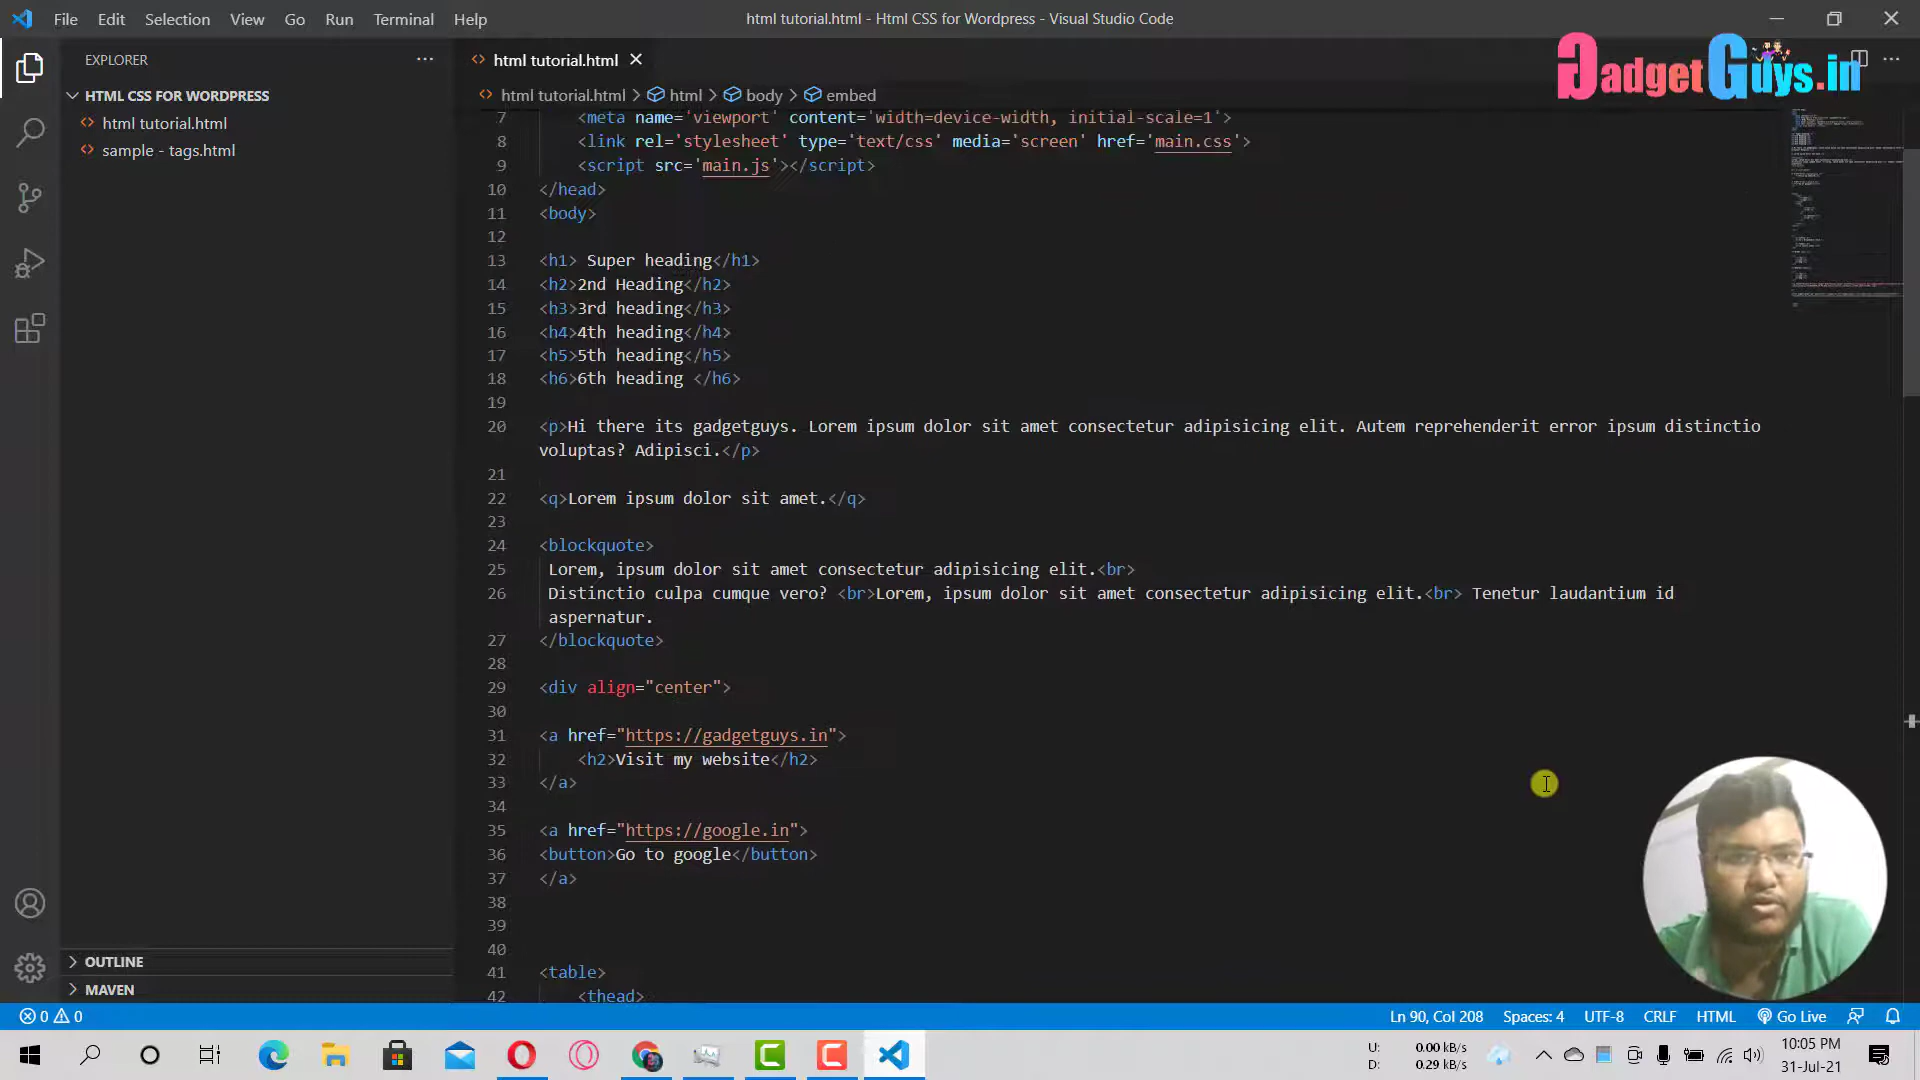 File Edit Selection View Go Run Terminal Help
html tutorial.html - Html CSS for Wordpress - Visual Studio Code
GadgetGuys.in
EXPLORER
html tutorial.html
HTML CSS FOR WORDPRESS
html tutorial.html
sample - tags.html
html tutorial.html > html > body > embed
7 <meta name='viewport' content='width=device-width, initial-scale=1'>
8 <link rel='stylesheet' type='text/css' media='screen' href='main.css'>
9 <script src='main.js'></script>
10 </head>
11 <body>
12
13 <h1> Super heading</h1>
14 <h2>2nd Heading</h2>
15 <h3>3rd heading</h3>
16 <h4>4th heading</h4>
17 <h5>5th heading</h5>
18 <h6>6th heading </h6>
19
20 <p>Hi there its gadgetguys. Lorem ipsum dolor sit amet consectetur adipisicing elit. Autem reprehenderit error ipsum distinctio
voluptas? Adipisci.</p>
21
22 <q>Lorem ipsum dolor sit amet.</q>
23
24 <blockquote>
25 Lorem, ipsum dolor sit amet consectetur adipisicing elit.<br>
26 Distinctio culpa cumque vero? <br>Lorem, ipsum dolor sit amet consectetur adipisicing elit.<br> Tenetur laudantium id
aspernatur.
27 </blockquote>
28
29 <div align="center">
30
31 <a href="https://gadgetguys.in">
32 <h2>Visit my website</h2>
33 </a>
34
35 <a href="https://google.in">
36 <button>Go to google</button>
37 </a>
38
39
40
41 <table>
42 <thead>
OUTLINE
MAVEN
0 0
Ln 90, Col 208 Spaces: 4 UTF-8 CRLF HTML Go Live
U: 0.00 kB/s
D: 0.29 kB/s
10:05 PM
31-Jul-21